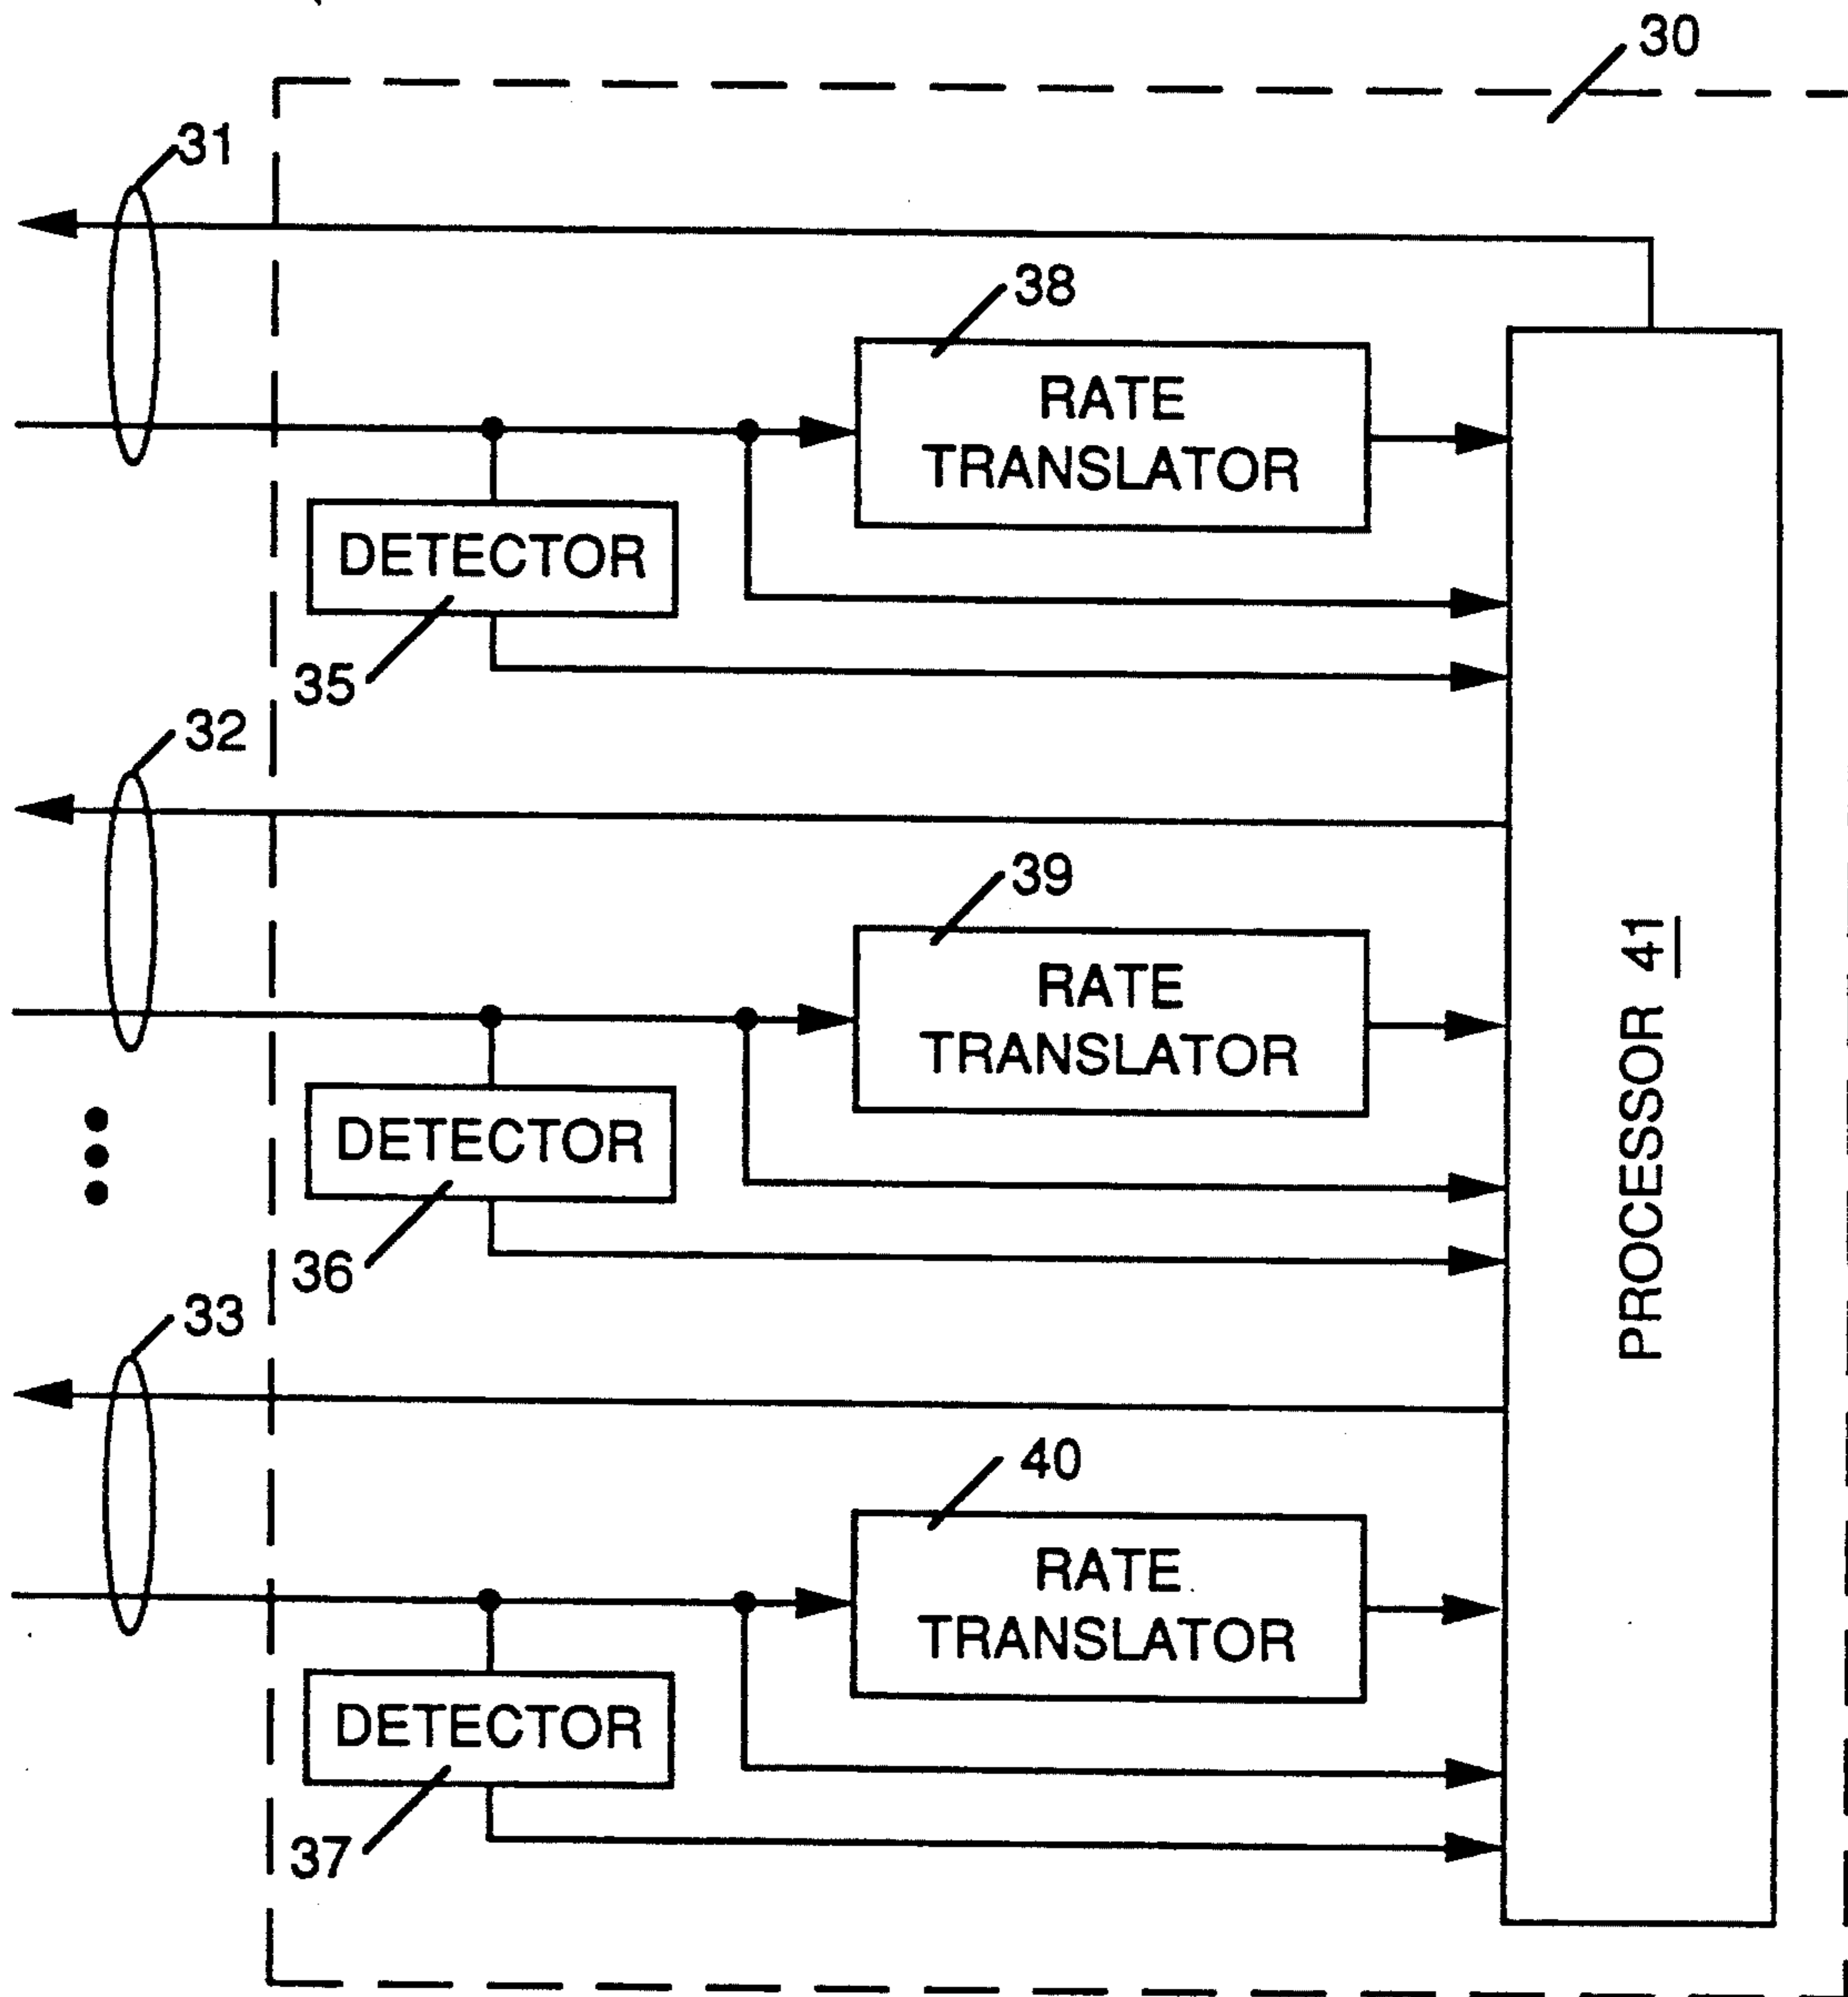 30
31
38
RATE
TRANSLATOR
DETECTOR
35
32
39
RATE
TRANSLATOR
DETECTOR
36
PROCESSOR 41
33
40
RATE
TRANSLATOR
DETECTOR
37